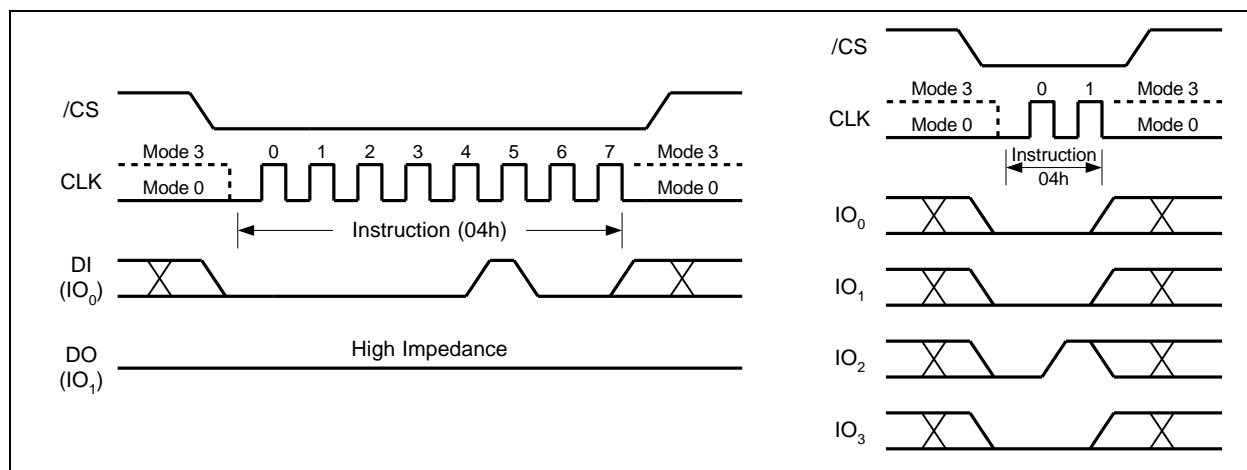 /CS
Mode 3 0 1 2 3 4 5 6 7 Mode 3
CLK Mode 0 Mode 0
Instruction (04h)
DI
(IO0)
High Impedance
DO
(IO1)
/CS
Mode 3 0 1 Mode 3
CLK Mode 0 Mode 0
Instruction
04h
IO0
IO1
IO2
IO3